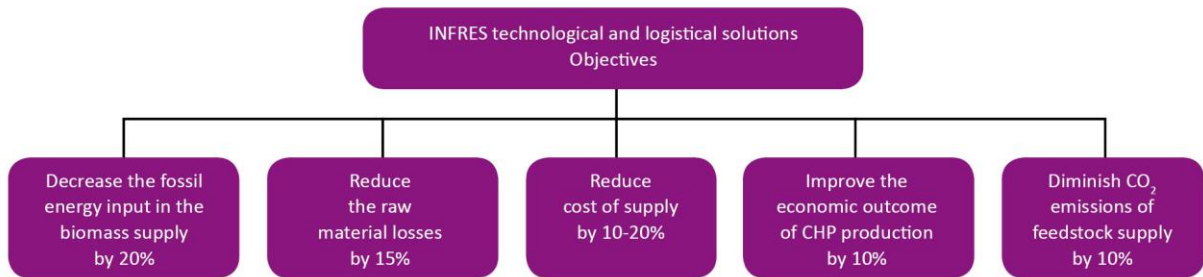 INFRES technological and logistical solutions
Objectives
Decrease the fossil
energy input in the
biomass supply
by 20%
Reduce
the raw
material losses
by 15%
Reduce
cost of supply
by 10-20%
Improve the
economic outcome
of CHP production
by 10%
Diminish CO₂
emissions of
feedstock supply
by 10%